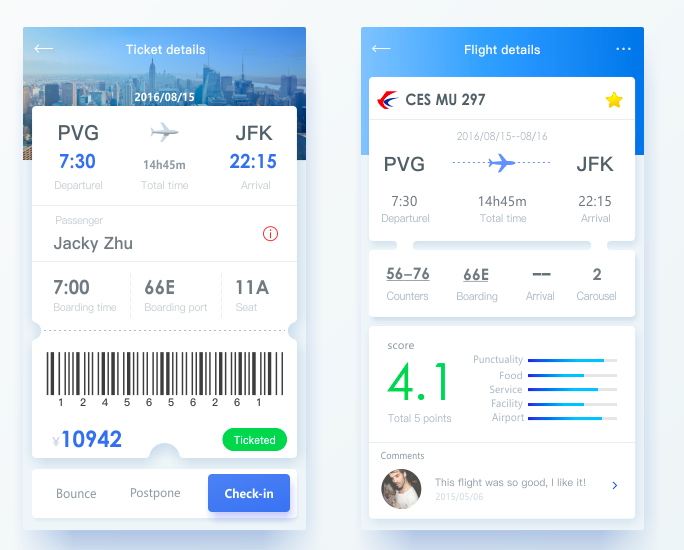 Ticket details
2016/08/15
PVG
JFK
7:30
14h45m
22:15
Departurel
Total time
Arrival
Passenger
Jacky Zhu
7:00
66E
11A
Boarding time
Boarding port
Seat
1 2 4 5 6 5 6 2 6 1
¥10942
Ticketed
Bounce
Postpone
Check-in
Flight details
CES MU 297
2016/08/15--08/16
PVG
JFK
7:30
14h45m
22:15
Departurel
Total time
Arrival
56–76
66E
––
2
Counters
Boarding
Arrival
Carousel
score
4.1
Total 5 points
Punctuality
Food
Service
Facility
Airport
Comments
This flight was so good, I like it!
2015/05/06